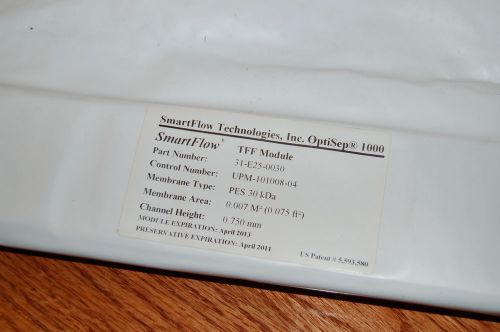 SmartFlow Technologies, Inc. OptiSep® 1000
SmartFlow TFF Module
Part Number: 31-E25-0030
Control Number: UPM-101008-04
Membrane Type: PES 30 kDa
Membrane Area: 0.007 M² (0.075 ft²)
Channel Height: 0.750 mm
MODULE EXPIRATION: April 2013
PRESERVATIVE EXPIRATION: April 2011
US Patent # 5,593,580